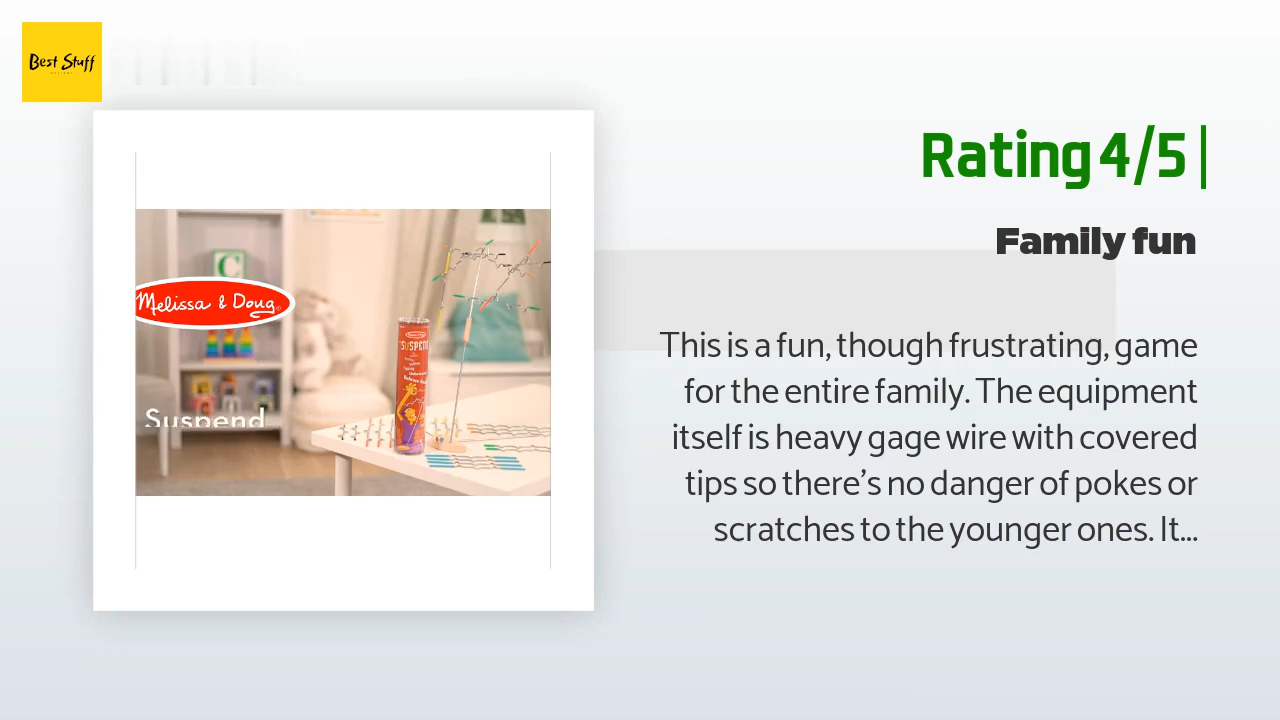 Best Stuff
Rating 4/5 |
Family fun
This is a fun, though frustrating, game
for the entire family. The equipment
itself is heavy gage wire with covered
tips so there's no danger of pokes or
scratches to the younger ones. It...
Melissa & Doug
C
SUSPEND
Suspend